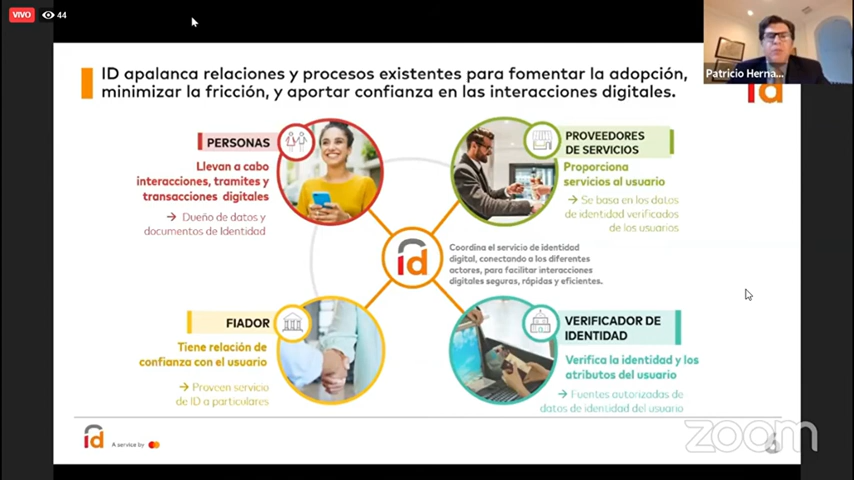 VIVO 44
Patricio Herna...
ID apalanca relaciones y procesos existentes para fomentar la adopción,
minimizar la fricción, y aportar confianza en las interacciones digitales.
id
PERSONAS
Llevan a cabo
interacciones, tramites y
transacciones digitales
→ Dueño de datos y
documentos de Identidad
PROVEEDORES
DE SERVICIOS
Proporciona
servicios al usuario
→ Se basa en los datos
de identidad verificados
de los usuarios
id
Coordina el servicio de identidad
digital, conectando a los diferentes
actores, para facilitar interacciones
digitales seguras, rápidas y eficientes.
FIADOR
Tiene relación de
confianza con el usuario
→ Proveen servicio
de ID a particulares
VERIFICADOR DE
IDENTIDAD
Verifica la identidad y los
atributos del usuario
→ Fuentes autorizadas de
datos de identidad del usuario
id
A service by
zoom